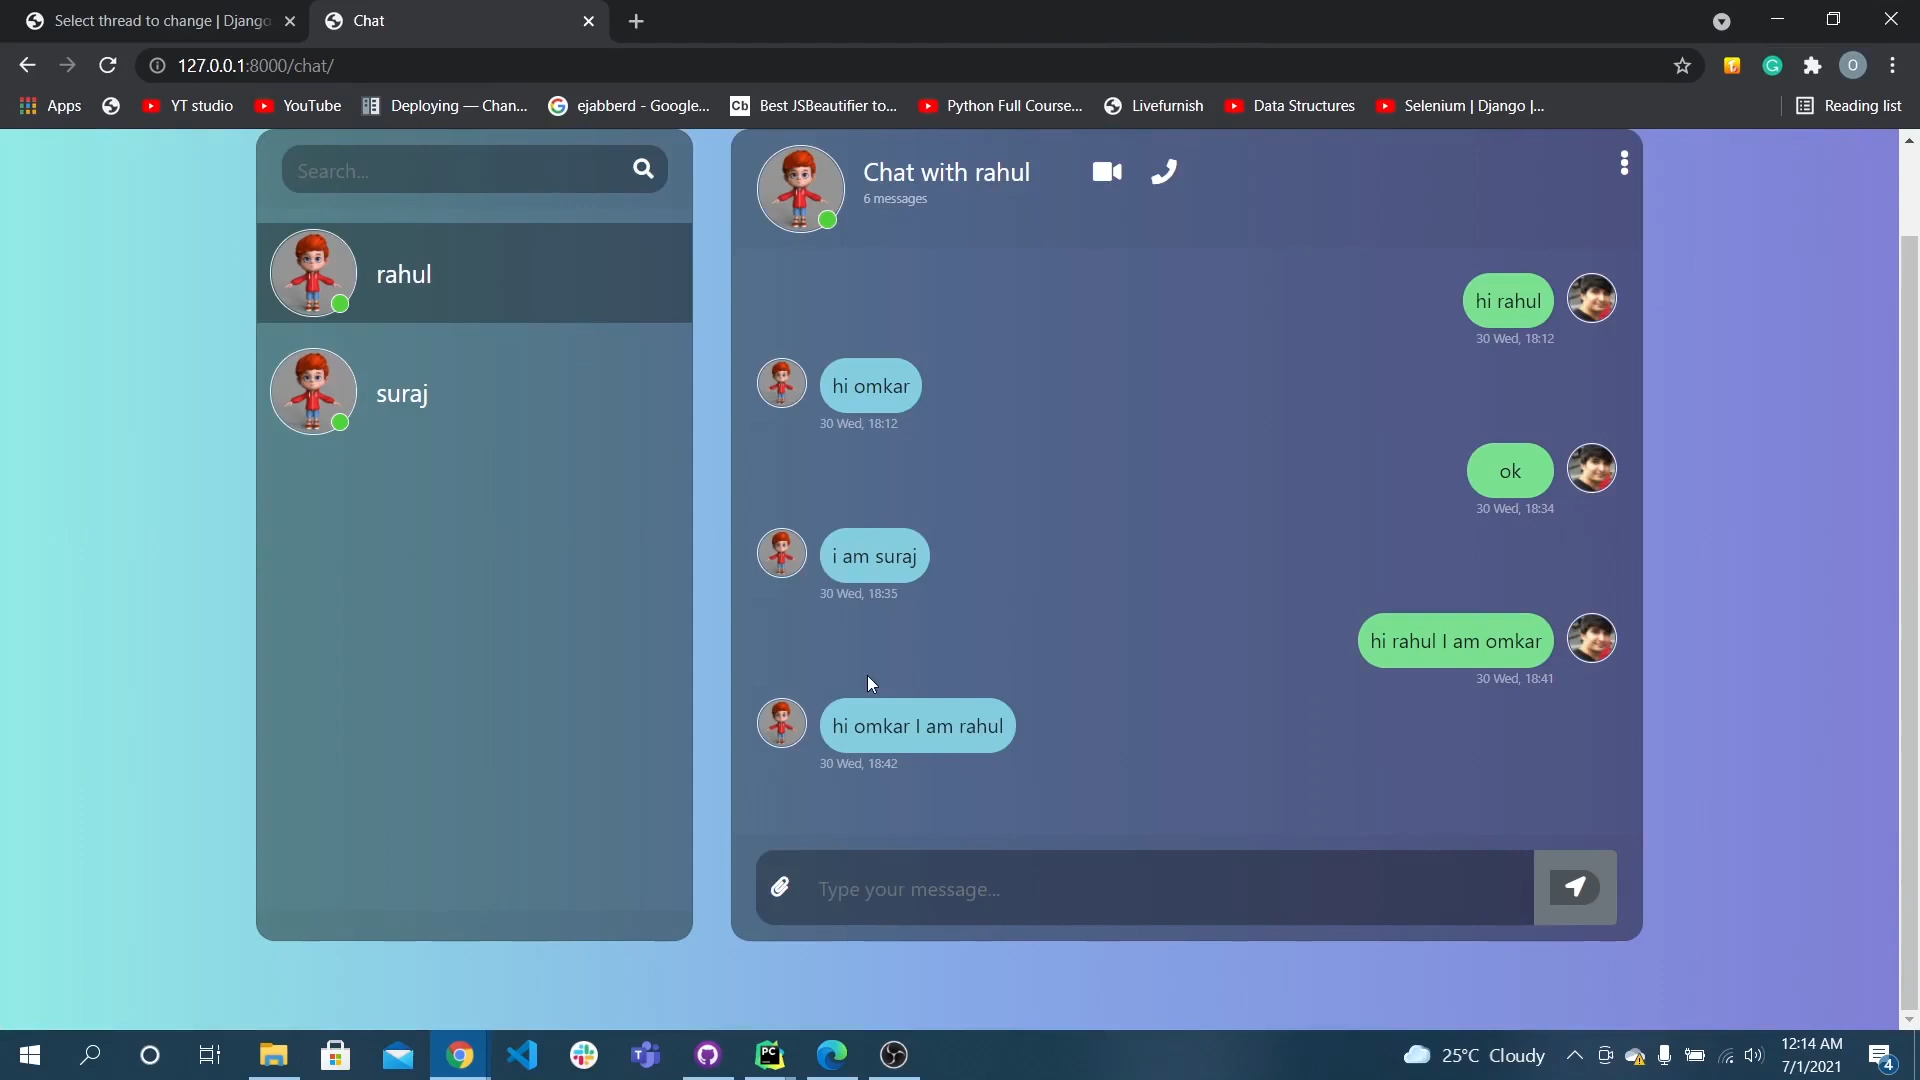 Select thread to change | Django
Chat
127.0.0.1:8000/chat/
Apps
YT studio
YouTube
Deploying — Chan...
ejabberd - Google...
Cb
Best JSBeautifier to...
Python Full Course...
Livefurnish
Data Structures
Selenium | Django |...
Reading list
O
Search...
rahul
suraj
Chat with rahul
6 messages
hi rahul
30 Wed, 18:12
hi omkar
30 Wed, 18:12
ok
30 Wed, 18:34
i am suraj
30 Wed, 18:35
hi rahul I am omkar
30 Wed, 18:41
hi omkar I am rahul
30 Wed, 18:42
Type your message...
PC
25°C Cloudy
12:14 AM
7/1/2021
4